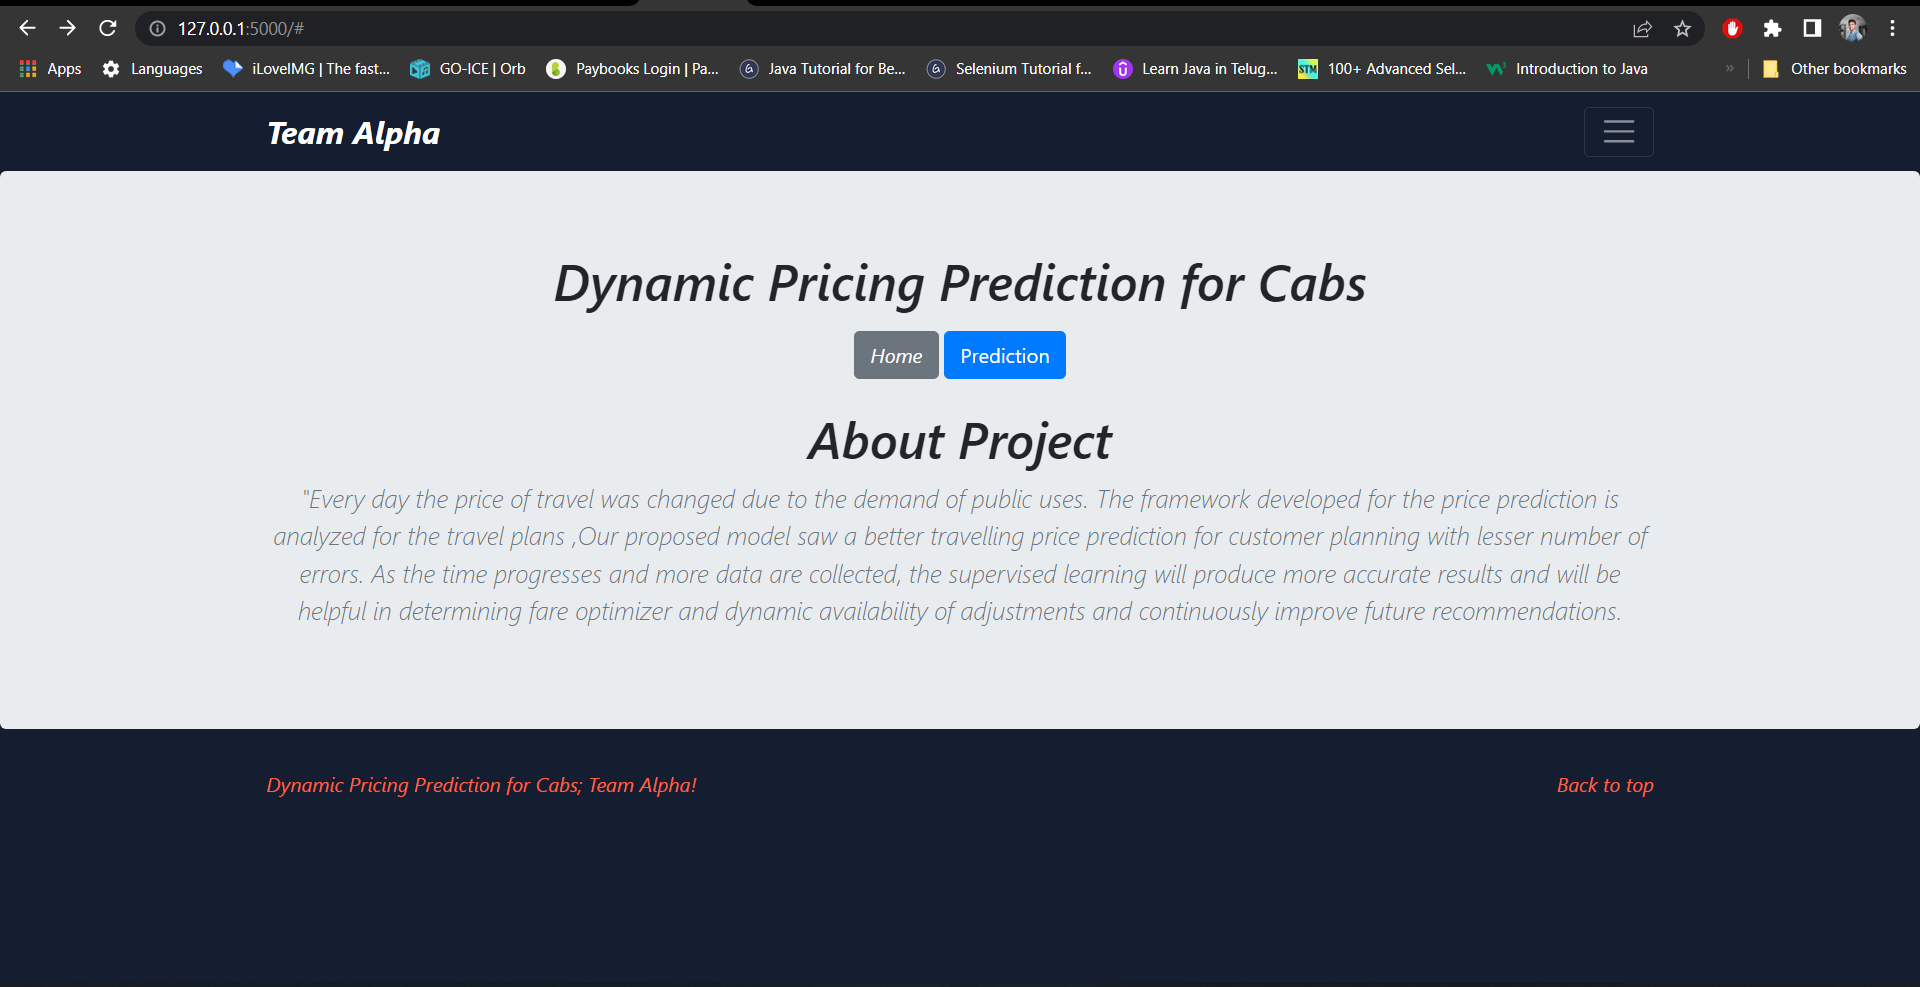 127.0.0.1:5000/#
Apps Languages iLoveIMG | The fast... GO-ICE | Orb Paybooks Login | Pa... Java Tutorial for Be... Selenium Tutorial f... Learn Java in Telug... STM 100+ Advanced Sel... Introduction to Java » Other bookmarks
Team Alpha
Dynamic Pricing Prediction for Cabs
Home Prediction
About Project
"Every day the price of travel was changed due to the demand of public uses. The framework developed for the price prediction is
analyzed for the travel plans ,Our proposed model saw a better travelling price prediction for customer planning with lesser number of
errors. As the time progresses and more data are collected, the supervised learning will produce more accurate results and will be
helpful in determining fare optimizer and dynamic availability of adjustments and continuously improve future recommendations.
Dynamic Pricing Prediction for Cabs; Team Alpha! Back to top